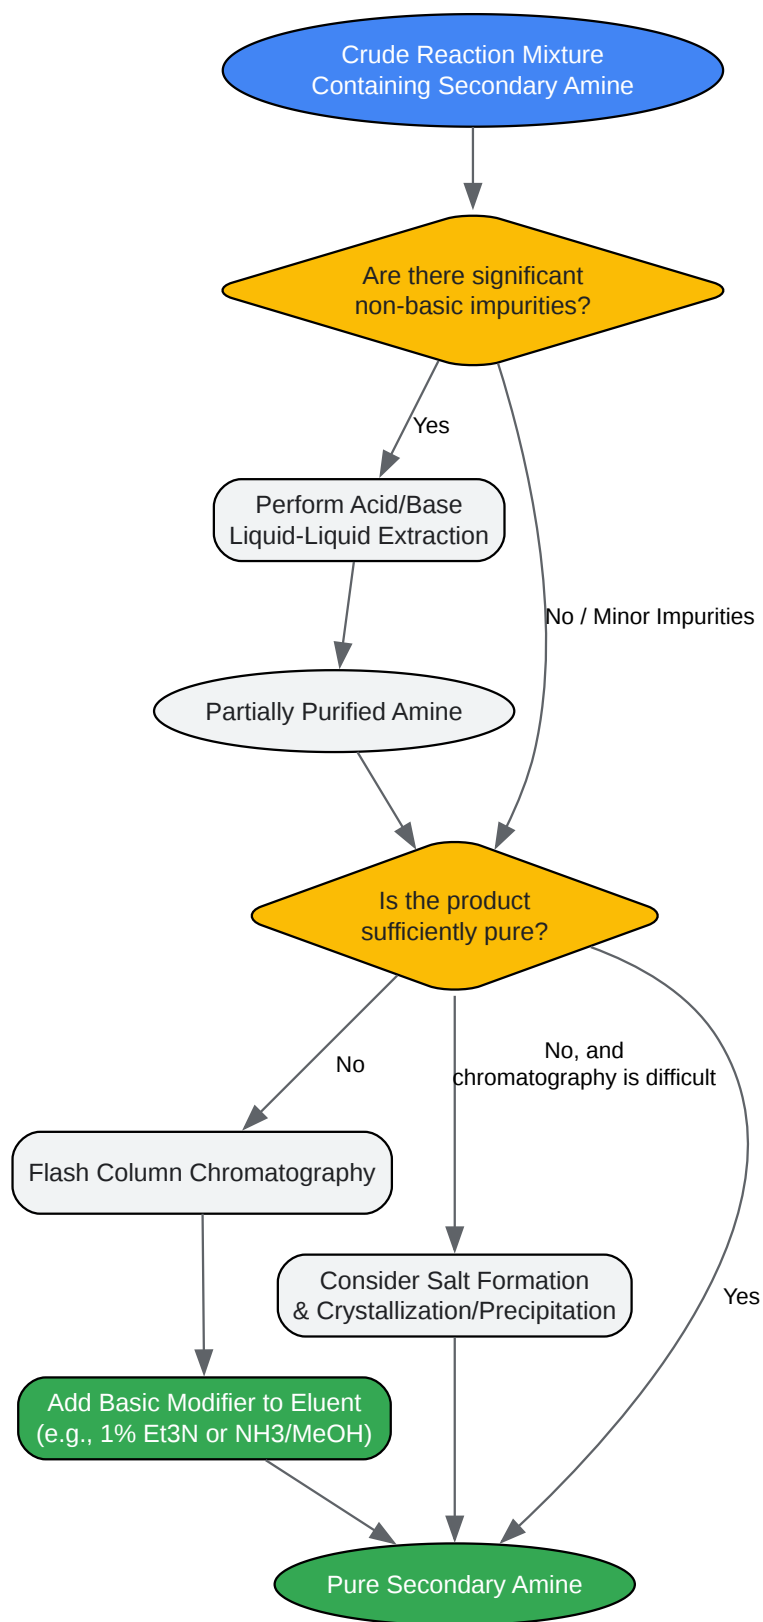 Crude Reaction Mixture
Containing Secondary Amine
Are there significant
non-basic impurities?
Yes
Perform Acid/Base
Liquid-Liquid Extraction
No / Minor Impurities
Partially Purified Amine
Is the product
sufficiently pure?
No
No, and
chromatography is difficult
Flash Column Chromatography
Consider Salt Formation
& Crystallization/Precipitation
Yes
Add Basic Modifier to Eluent
(e.g., 1% Et3N or NH3/MeOH)
Pure Secondary Amine